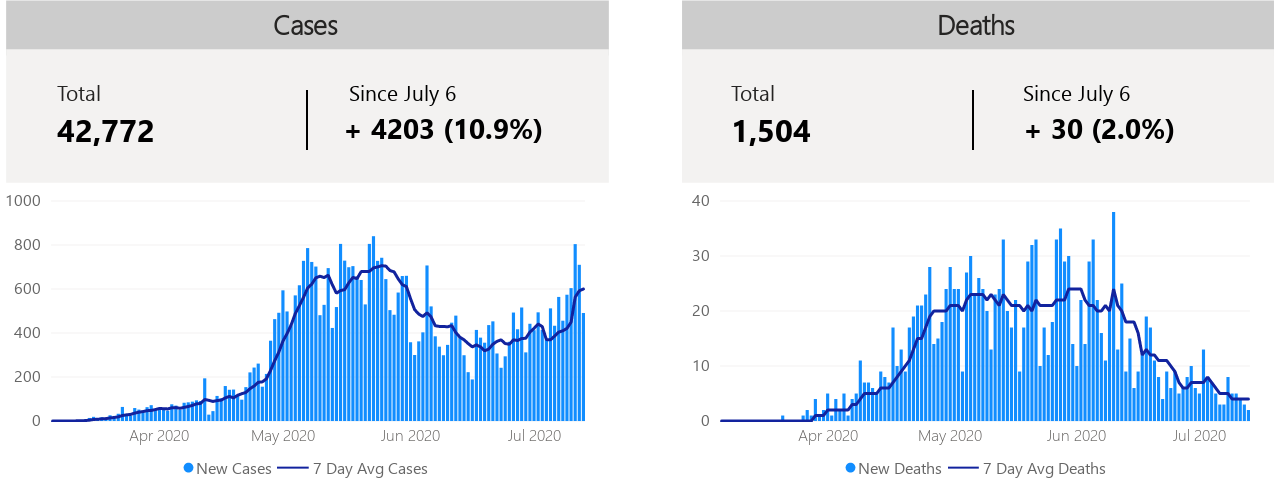 Cases
Total
Since July 6
42,772
+ 4203 (10.9%)
1000
800
600
400
200
0
Apr 2020 May 2020 Jun 2020 Jul 2020
New Cases 7 Day Avg Cases
Deaths
Total
Since July 6
1,504
+ 30 (2.0%)
40
30
20
10
0
Apr 2020 May 2020 Jun 2020 Jul 2020
New Deaths 7 Day Avg Deaths